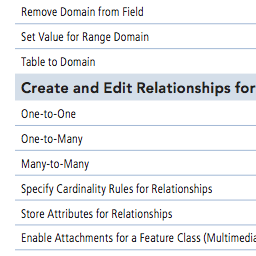 Remove Domain from Field
Set Value for Range Domain
Table to Domain
Create and Edit Relationships for
One-to-One
One-to-Many
Many-to-Many
Specify Cardinality Rules for Relationships
Store Attributes for Relationships
Enable Attachments for a Feature Class (Multimedia